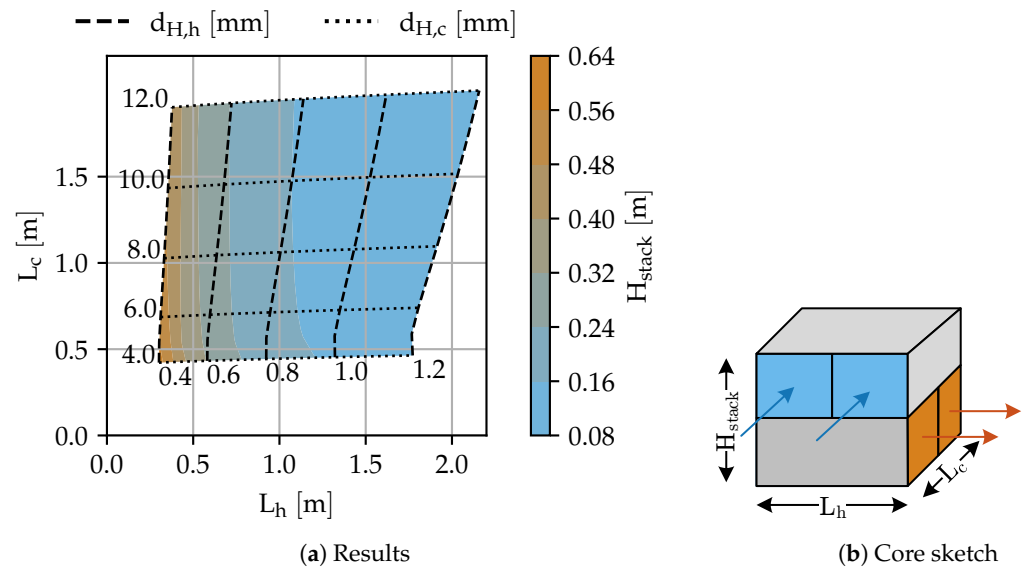 d_H,h [mm] d_H,c [mm]
12.0
10.0
8.0
6.0
4.0
0.4 0.6 0.8 1.0 1.2
1.5
1.0
0.5
0.0
L_c [m]
0.0 0.5 1.0 1.5 2.0
L_h [m]
0.64
0.56
0.48
0.40
0.32
0.24
0.16
0.08
H_stack [m]
(a) Results
H_stack
L_h
L_c
(b) Core sketch